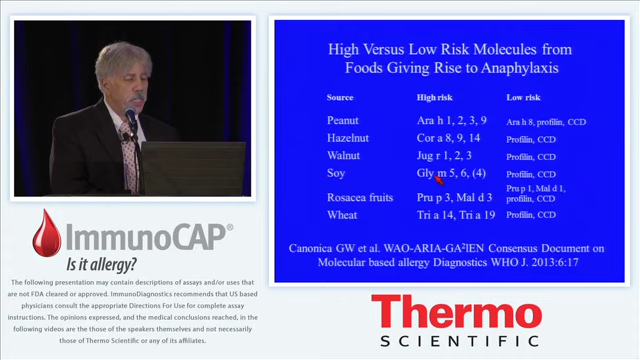 High Versus Low Risk Molecules from
Foods Giving Rise to Anaphylaxis
Source High risk Low risk
Peanut Ara h 1, 2, 3, 9 Ara h 8, profilin, CCD
Hazelnut Cor a 8, 9, 14 Profilin, CCD
Walnut Jug r 1, 2, 3 Profilin, CCD
Soy Gly m 5, 6, (4) Profilin, CCD
Rosacea fruits Pru p 3, Mal d 3 Pru p 1, Mal d 1,
profilin, CCD
Wheat Tri a 14, Tri a 19 Profilin, CCD
Canonica GW et al. WAO-ARIA-GA²lEN Consensus Document on
Molecular based allergy Diagnostics WHO J. 2013:6:17
ImmunoCAP®
Is it allergy?
The following presentation may contain descriptions of assays and/or uses that
are not FDA cleared or approved. ImmunoDiagnostics recommends that US based
physicians consult the appropriate Directions For Use for complete assay
instructions. The opinions expressed, and the medical conclusions reached, in the
following videos are the those of the speakers themselves and not necessarily
those of Thermo Scientific or any of its affiliates.
Thermo
SCIENTIFIC